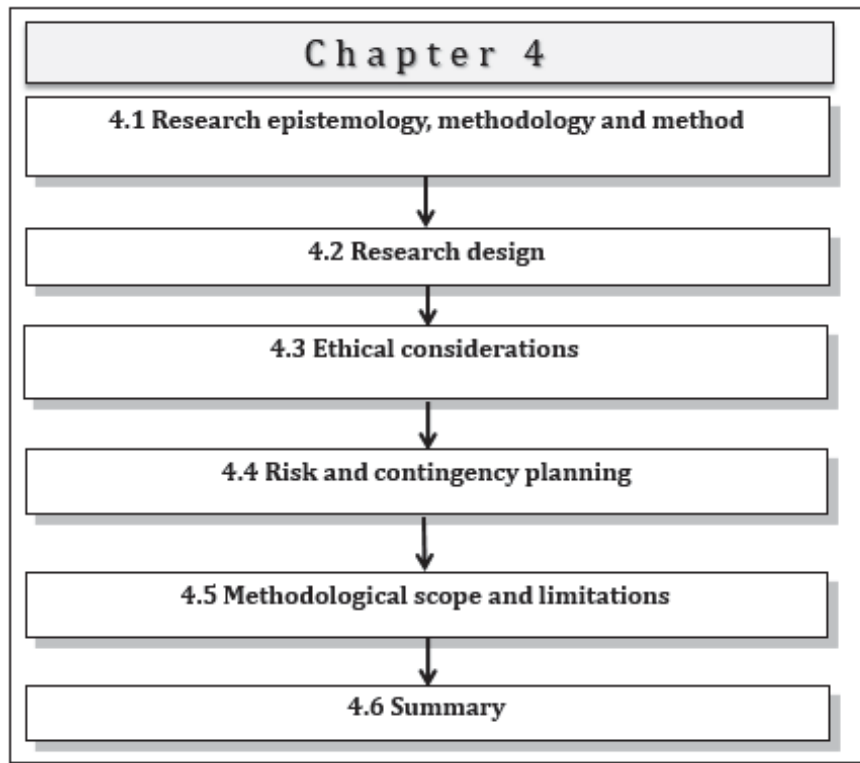 Chapter 4
4.1 Research epistemology, methodology and method
4.2 Research design
4.3 Ethical considerations
4.4 Risk and contingency planning
4.5 Methodological scope and limitations
4.6 Summary